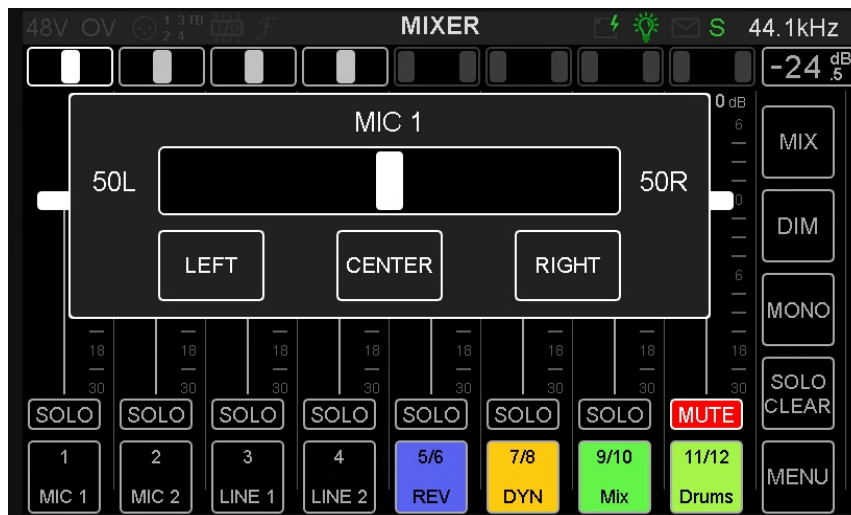 48V OV 1 3 TB 2 4 F MIXER S 44.1kHz
-24 dB .5
MIC 1
50L 50R
LEFT CENTER RIGHT
0 dB
6
0
6
18 18 18 18 18 18 18 18
30 30 30 30 30 30 30 30
MIX
DIM
MONO
SOLO
CLEAR
MENU
SOLO SOLO SOLO SOLO SOLO SOLO SOLO MUTE
1 2 3 4 5/6 7/8 9/10 11/12
MIC 1 MIC 2 LINE 1 LINE 2 REV DYN Mix Drums